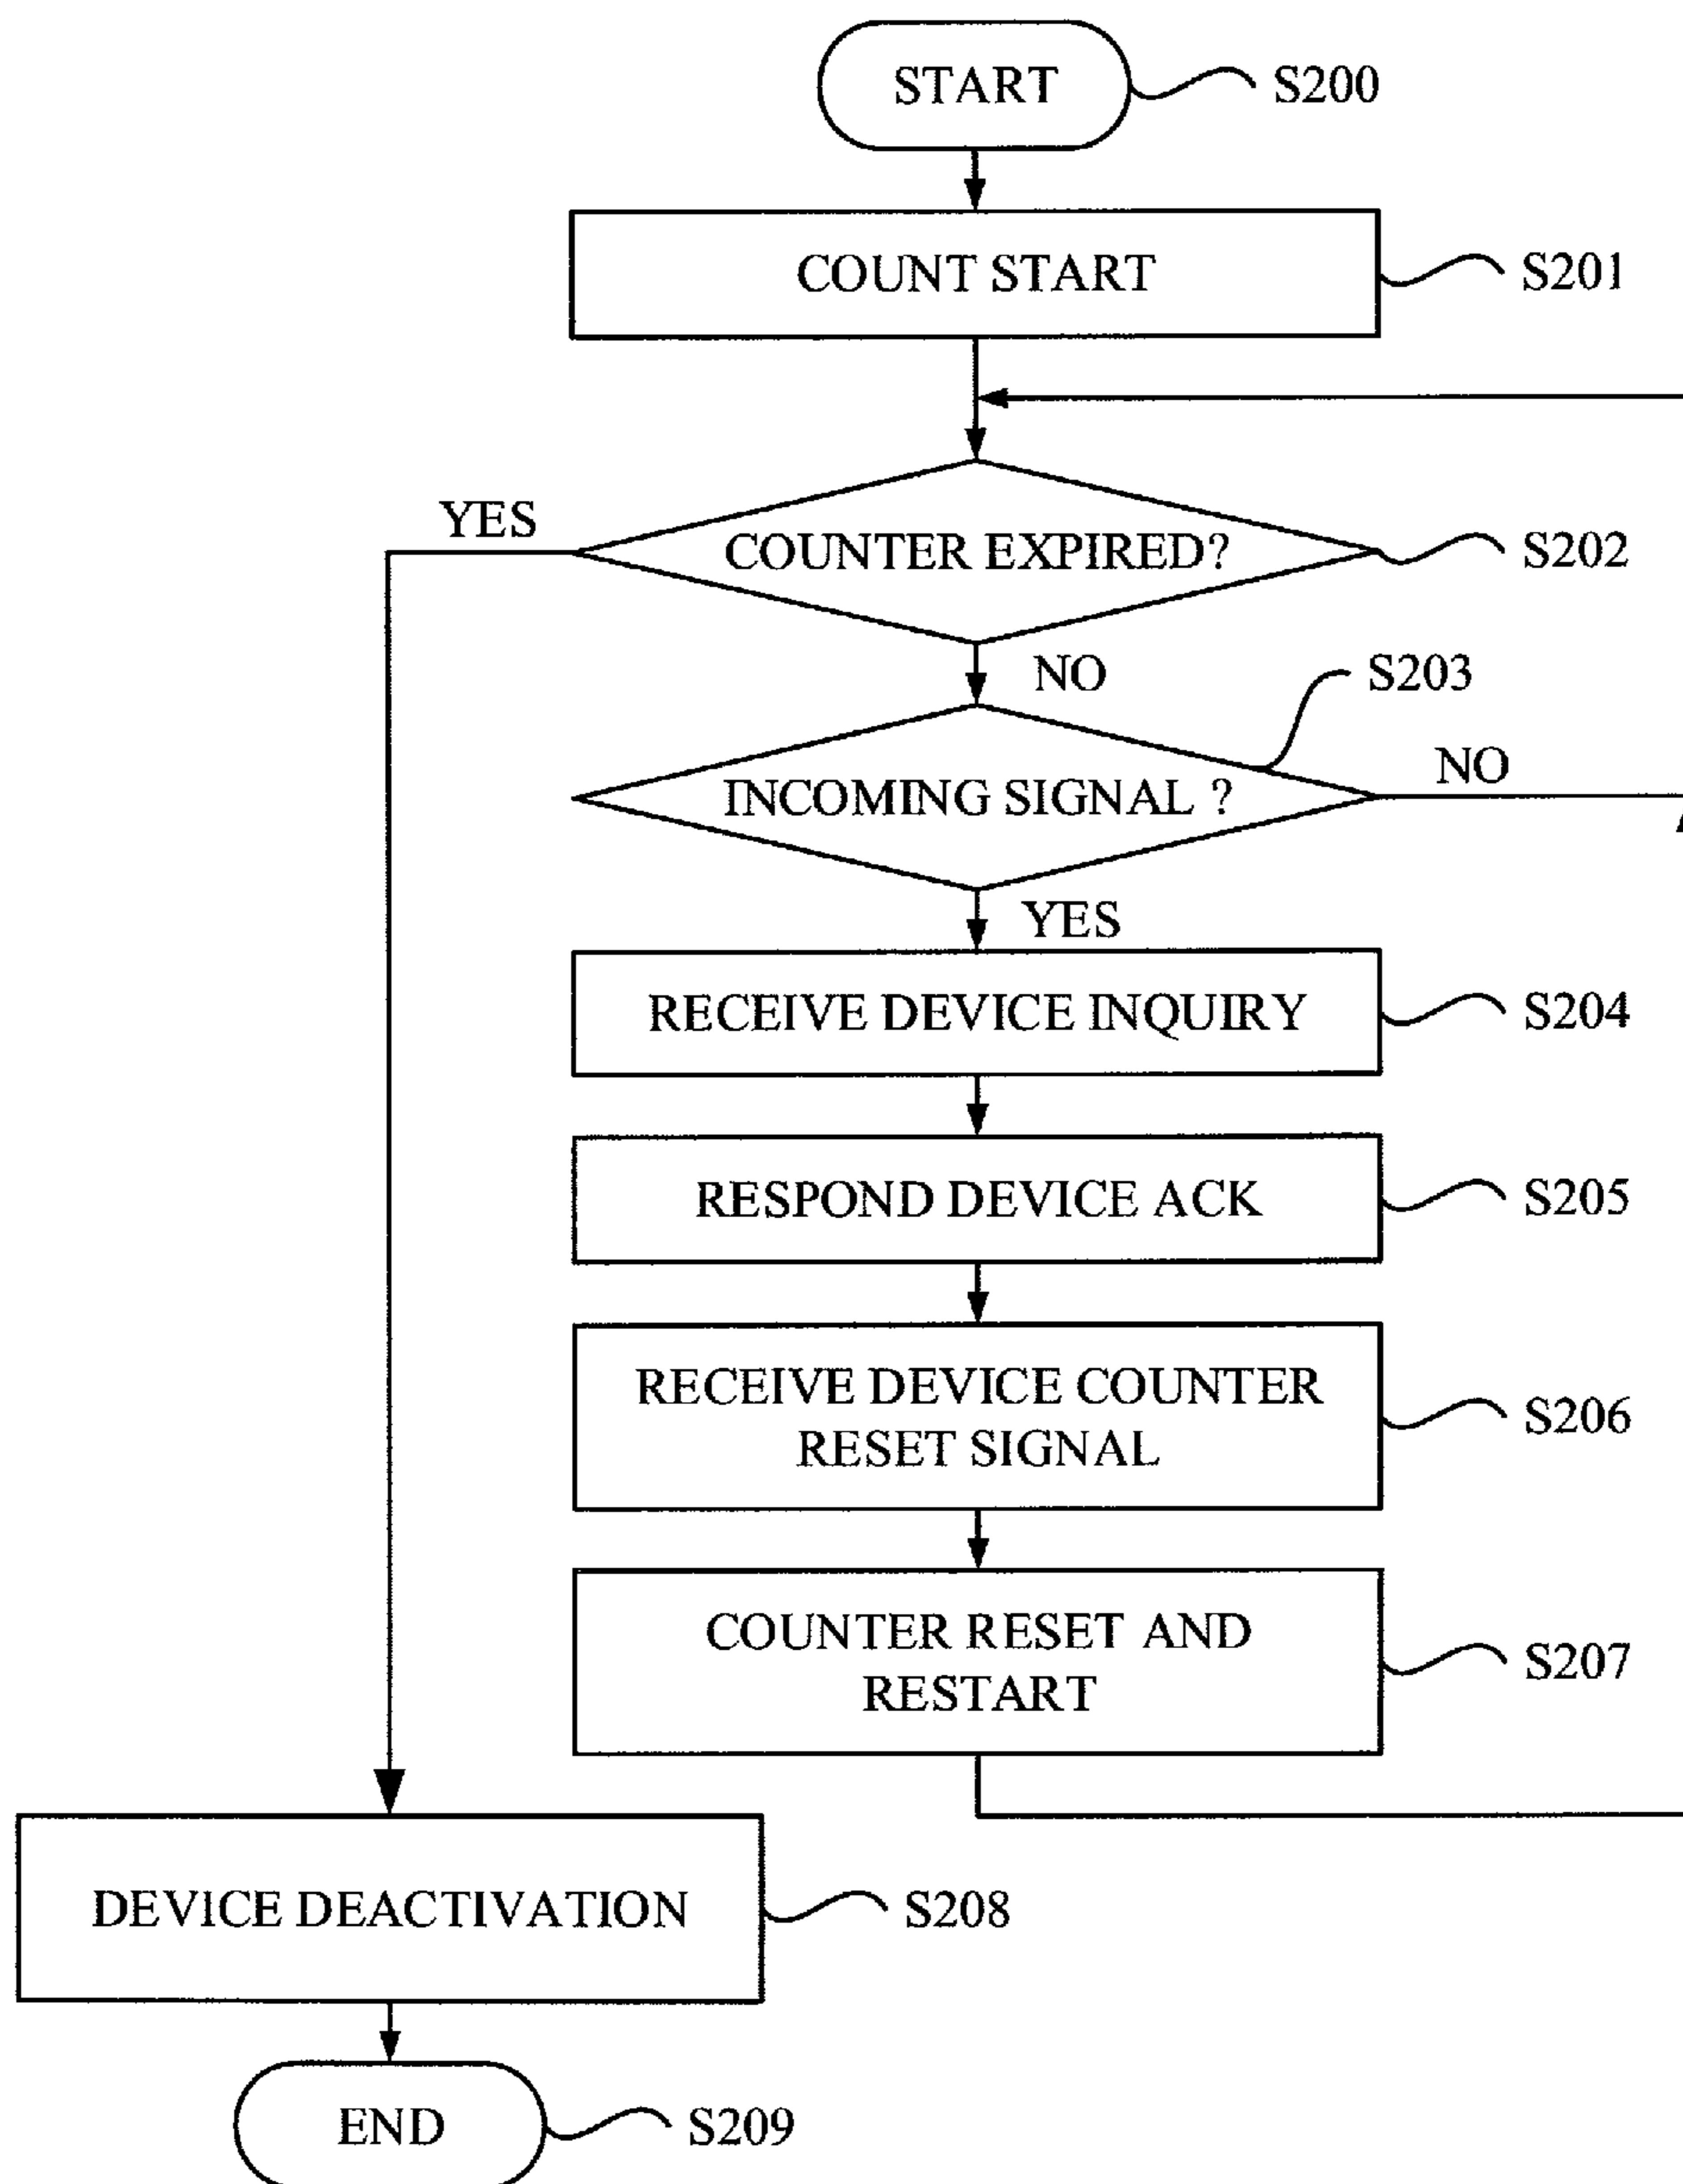 START
S200
COUNT START
S201
YES
COUNTER EXPIRED?
S202
NO
S203
INCOMING SIGNAL ?
NO
YES
RECEIVE DEVICE INQUIRY
S204
RESPOND DEVICE ACK
S205
RECEIVE DEVICE COUNTER
RESET SIGNAL
S206
COUNTER RESET AND
RESTART
S207
DEVICE DEACTIVATION
S208
END
S209